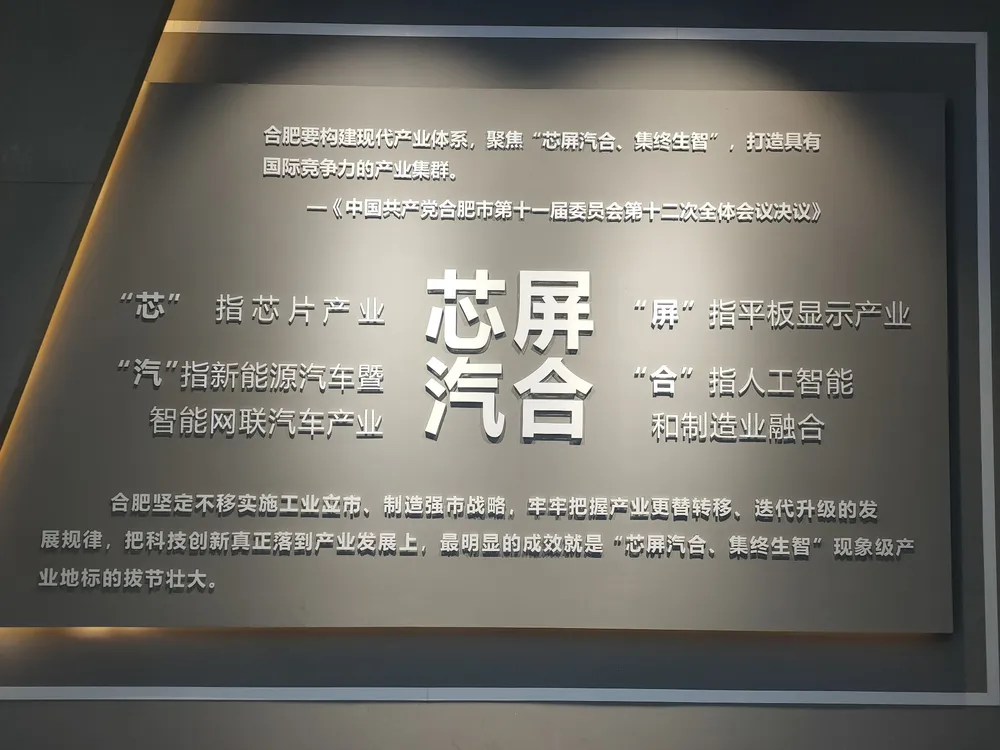 合肥要构建现代产业体系，聚焦“芯屏汽合、集终生智”，打造具有
国际竞争力的产业集群。
—《中国共产党合肥市第十一届委员会第十二次全体会议决议》
芯屏
汽合
“芯” 指芯片产业
“屏”指平板显示产业
“汽”指新能源汽车暨
智能网联汽车产业
“合”指人工智能
和制造业融合
合肥坚定不移实施工业立市、制造强市战略，牢牢把握产业更替转移、迭代升级的发
展规律，把科技创新真正落到产业发展上，最明显的成效就是“芯屏汽合、集终生智”现象级产
业地标的拔节壮大。